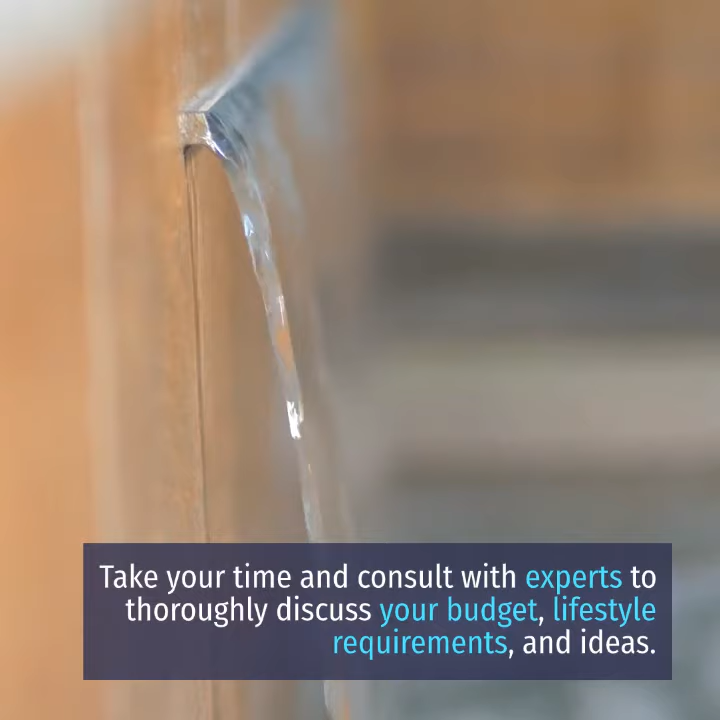 Take your time and consult with experts to
thoroughly discuss your budget, lifestyle
requirements, and ideas.